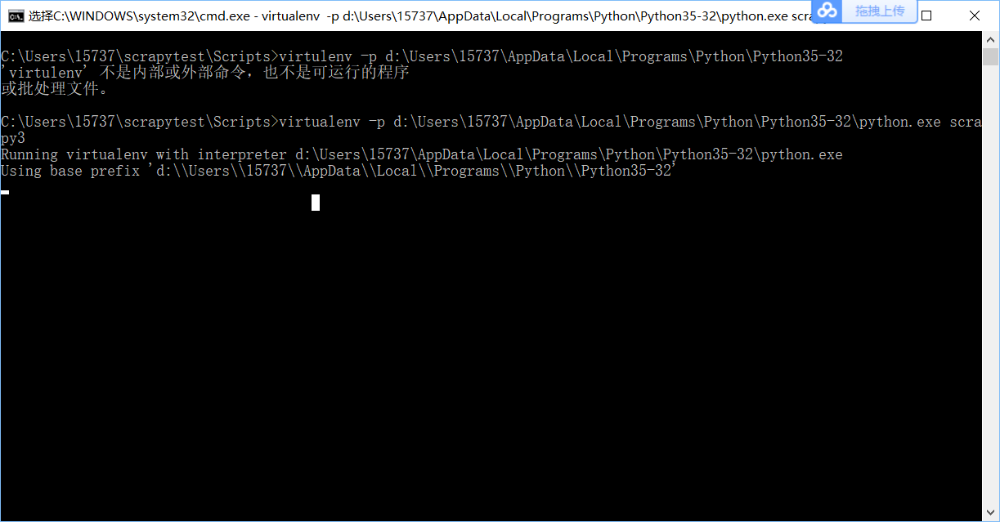 选择C:\WINDOWS\system32\cmd.exe - virtualenv  -p d:\Users\15737\AppData\Local\Programs\Python\Python35-32\python.exe scra
拖拽上传
C:\Users\15737\scrapytest\Scripts>virtulenv -p d:\Users\15737\AppData\Local\Programs\Python\Python35-32
'virtulenv' 不是内部或外部命令，也不是可运行的程序
或批处理文件。
C:\Users\15737\scrapytest\Scripts>virtualenv -p d:\Users\15737\AppData\Local\Programs\Python\Python35-32\python.exe scra
py3
Running virtualenv with interpreter d:\Users\15737\AppData\Local\Programs\Python\Python35-32\python.exe
Using base prefix 'd:\\Users\\15737\\AppData\\Local\\Programs\\Python\\Python35-32'